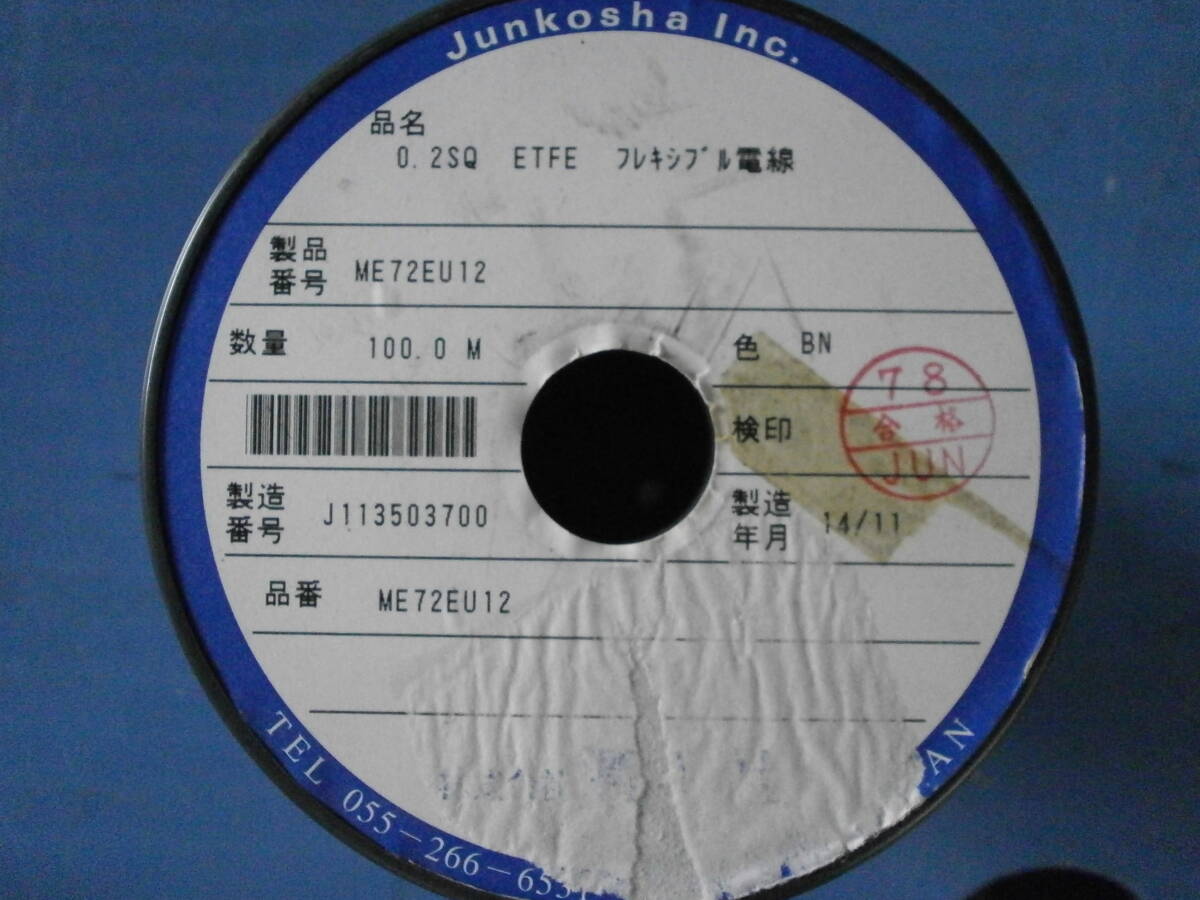 Junkosha Inc.
品名
0.2SQ ETFE ﾌﾚｷｼﾌﾞﾙ電線
製品番号 ME72EU12
数量 100.0 M
色 BN
検印
78
合格
JUN
製造番号 J113503700
製造年月 14/11
品番 ME72EU12
TEL 055-266-655
AN